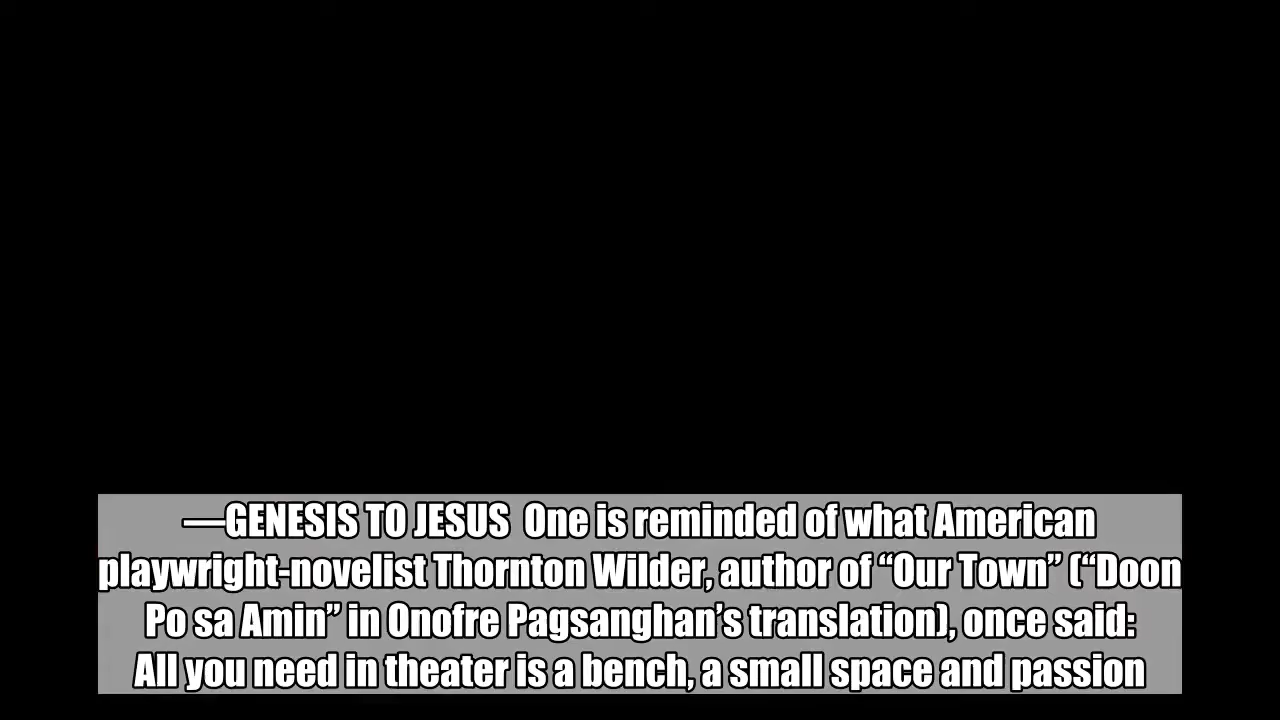 —GENESIS TO JESUS  One is reminded of what American
playwright-novelist Thornton Wilder, author of “Our Town” (“Doon
Po sa Amin” in Onofre Pagsanghan’s translation), once said:
All you need in theater is a bench, a small space and passion